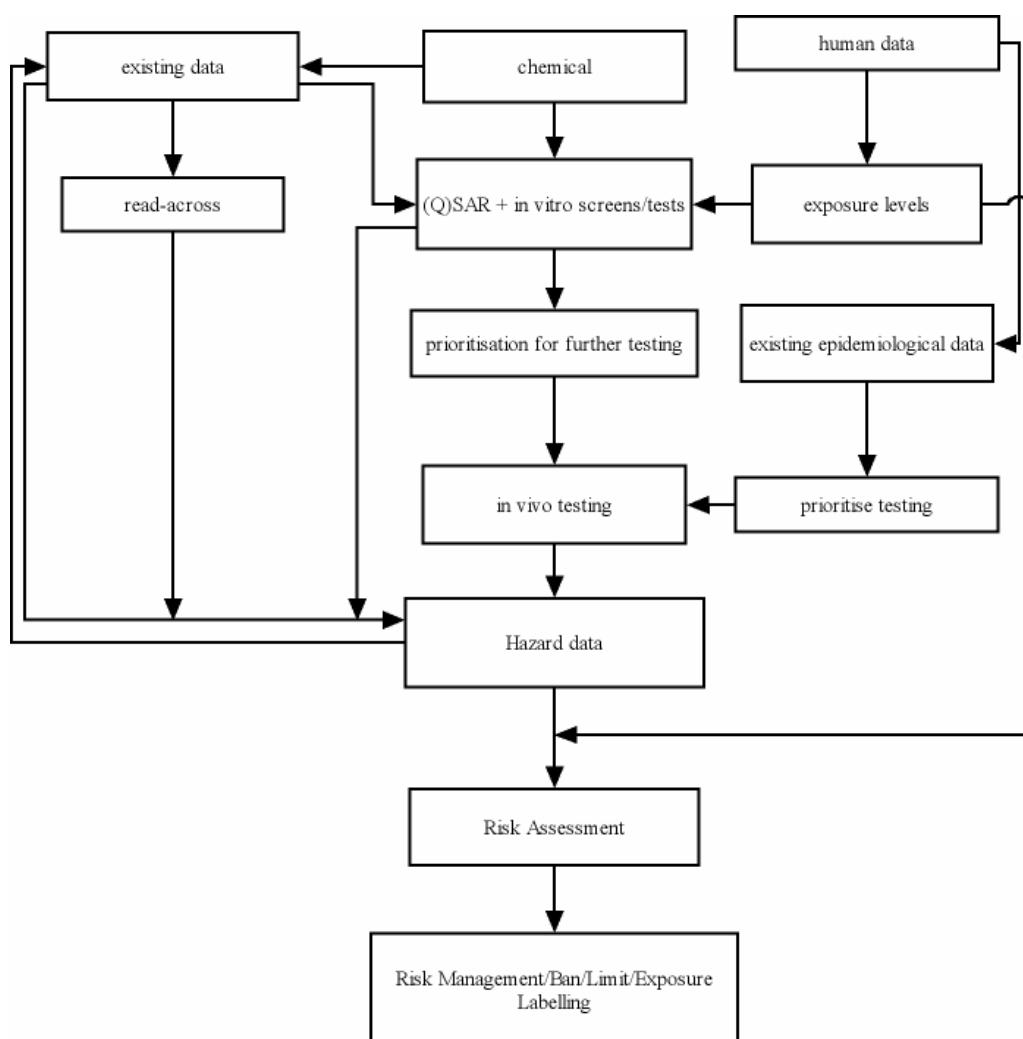 existing data
chemical
human data
read-across
(Q)SAR + in vitro screens/tests
exposure levels
prioritisation for further testing
existing epidemiological data
in vivo testing
prioritise testing
Hazard data
Risk Assessment
Risk Management/Ban/Limit/Exposure
Labelling